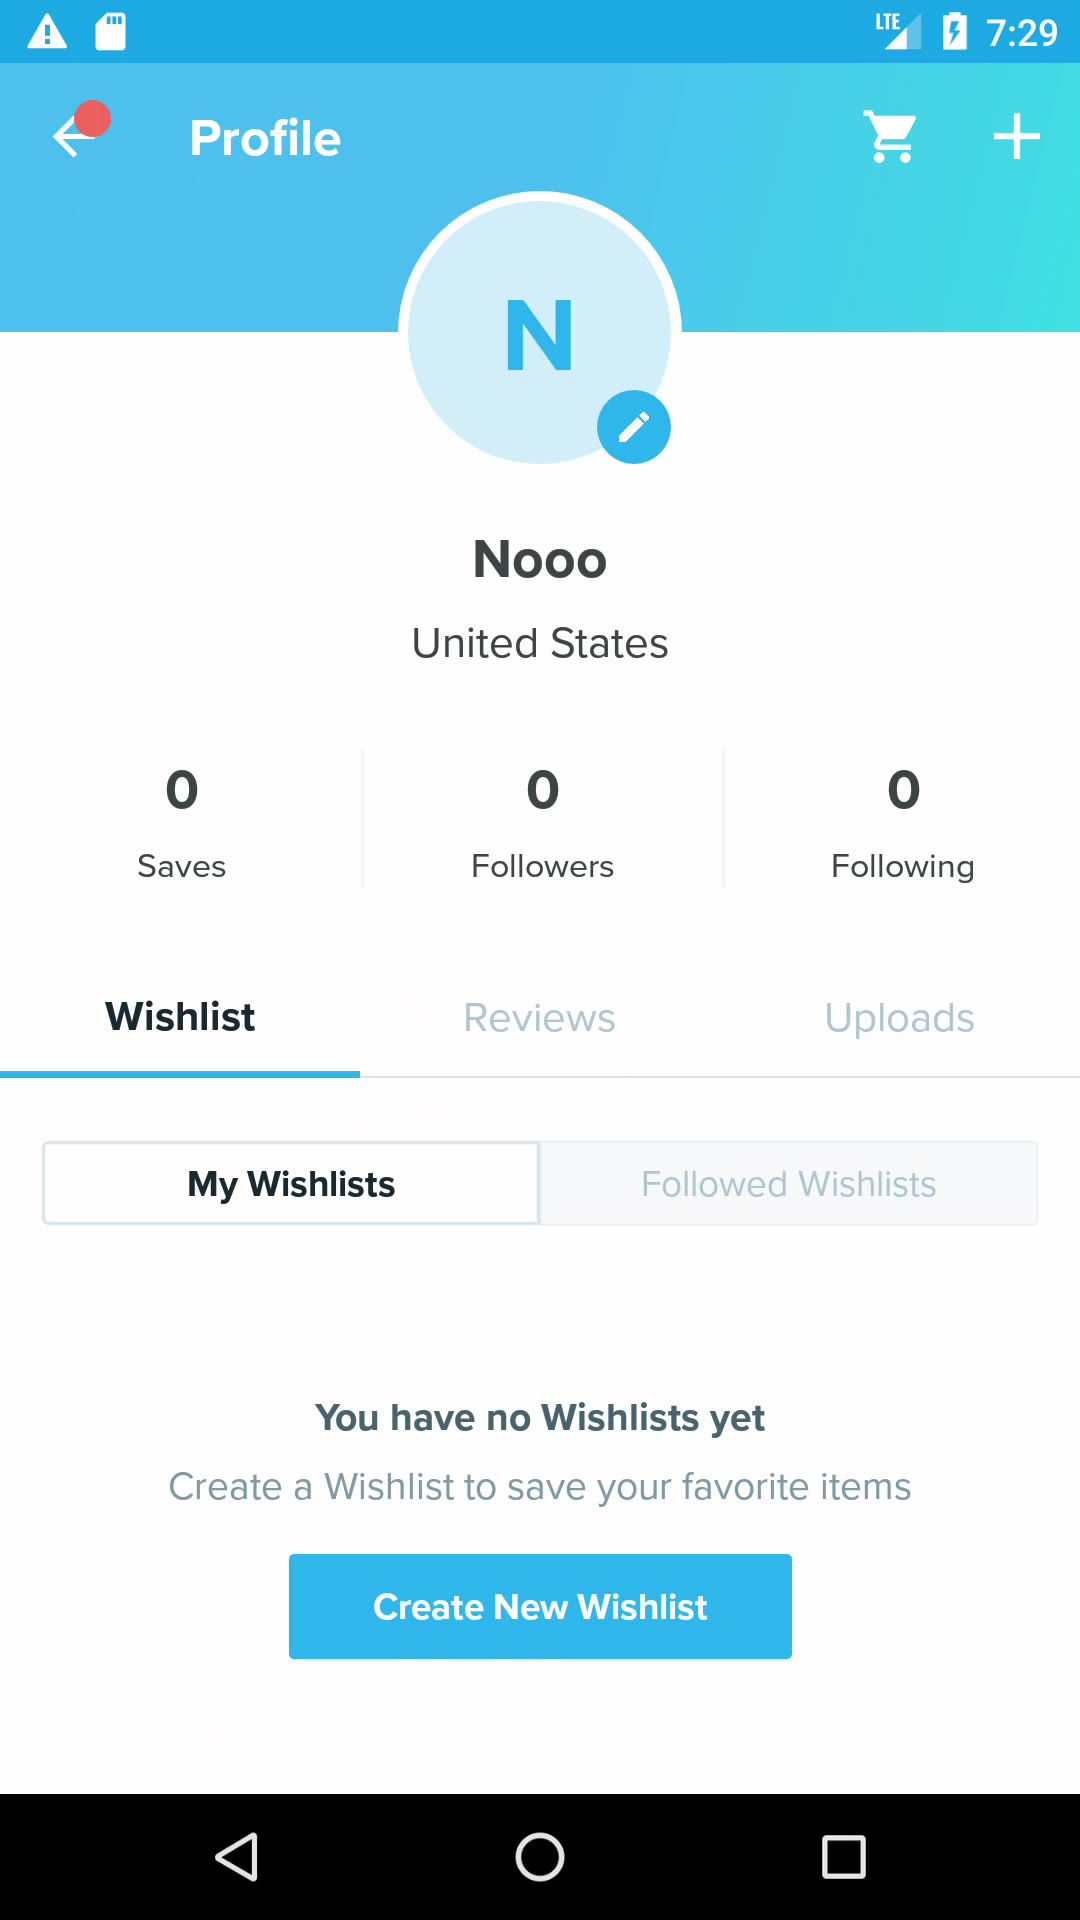 LTE 7:29
Profile
N
Nooo
United States
0 0 0
Saves Followers Following
Wishlist Reviews Uploads
My Wishlists Followed Wishlists
You have no Wishlists yet
Create a Wishlist to save your favorite items
Create New Wishlist